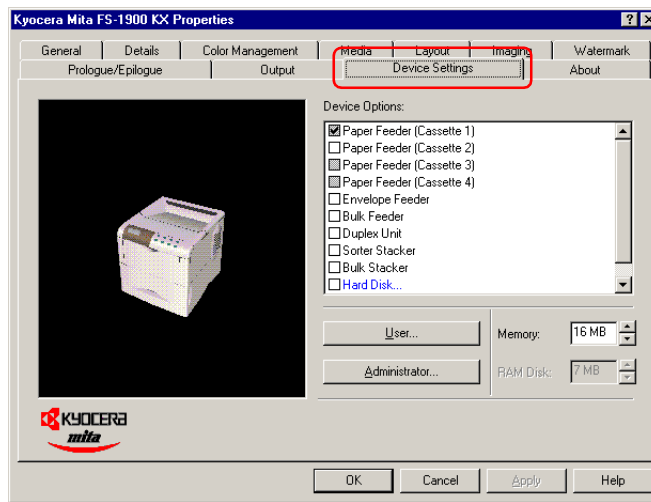 Kyocera Mita FS-1900 KX Properties
General Details Color Management Media Layout Imaging Watermark
Prologue/Epilogue Output Device Settings About
Device Options:
Paper Feeder (Cassette 1)
Paper Feeder (Cassette 2)
Paper Feeder (Cassette 3)
Paper Feeder (Cassette 4)
Envelope Feeder
Bulk Feeder
Duplex Unit
Sorter Stacker
Bulk Stacker
Hard Disk...
User... Memory: 16 MB
Administrator... RAM Disk: 7 MB
KYOCERA
mita
OK Cancel Apply Help